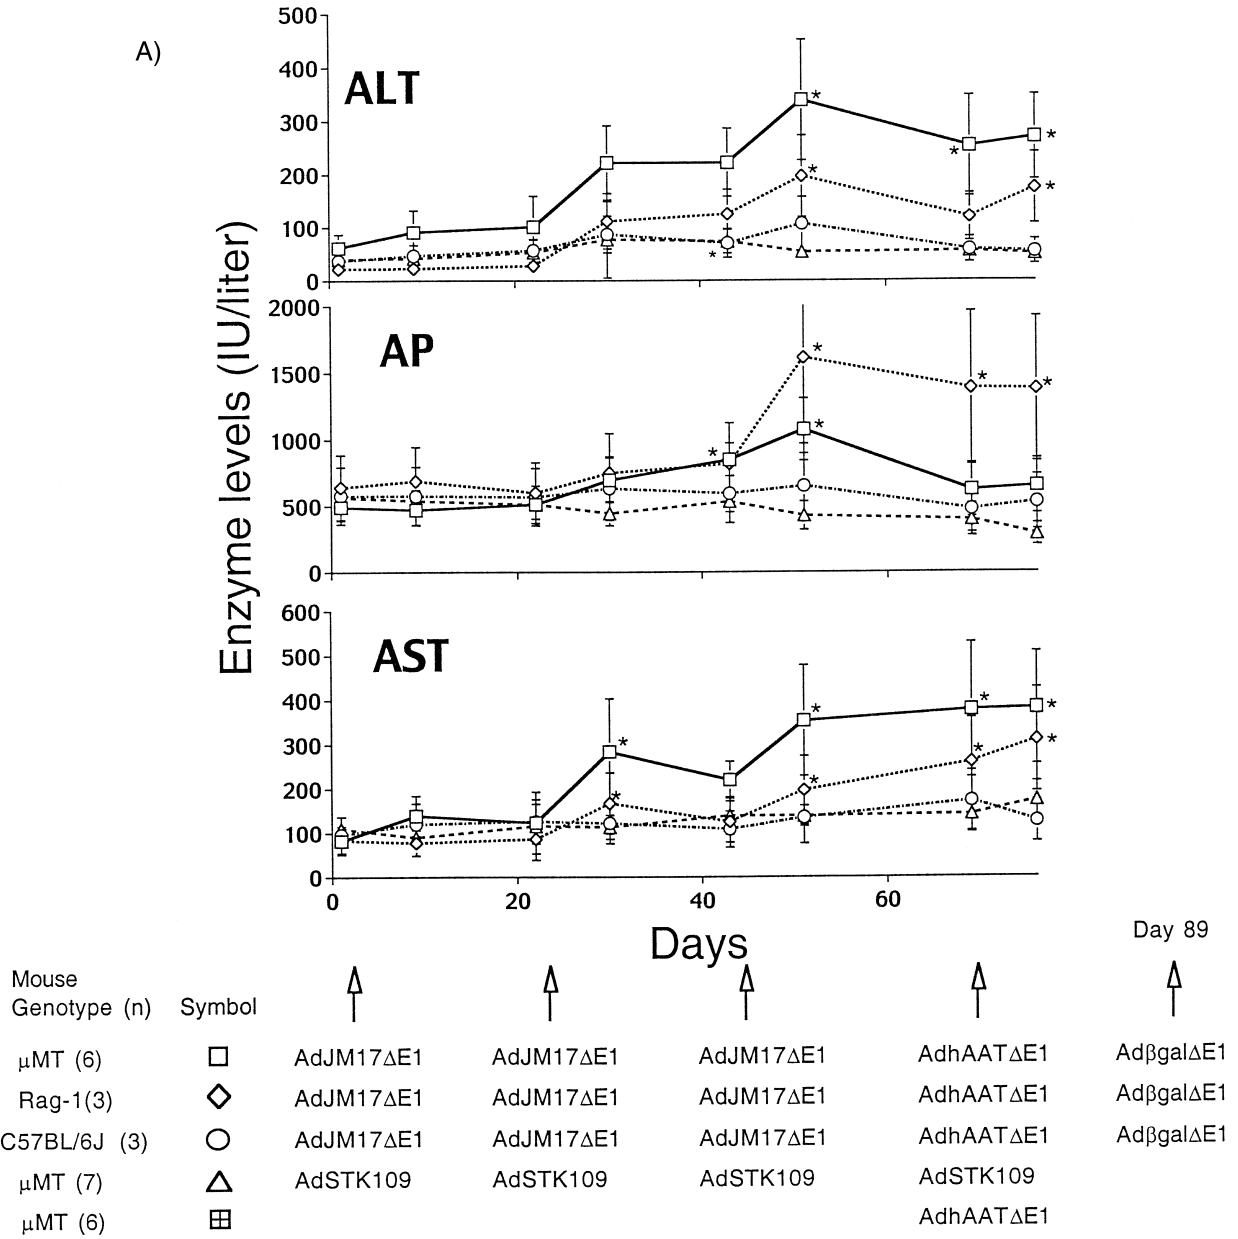 A)
Enzyme levels (IU/liter)
ALT
500
400
300
200
100
0
* * * * * * *
AP
2000
1500
1000
500
0
* * * * *
AST
600
500
400
300
200
100
0
* * * * * * * *
0 20 40 60
Days
Day 89
Mouse
Genotype (n) Symbol
μMT (6) AdJM17ΔE1 AdJM17ΔE1 AdJM17ΔE1 AdhAATΔE1 AdβgalΔE1
Rag-1(3) AdJM17ΔE1 AdJM17ΔE1 AdJM17ΔE1 AdhAATΔE1 AdβgalΔE1
C57BL/6J (3) AdJM17ΔE1 AdJM17ΔE1 AdJM17ΔE1 AdhAATΔE1 AdβgalΔE1
μMT (7) AdSTK109 AdSTK109 AdSTK109 AdSTK109
μMT (6) AdhAATΔE1